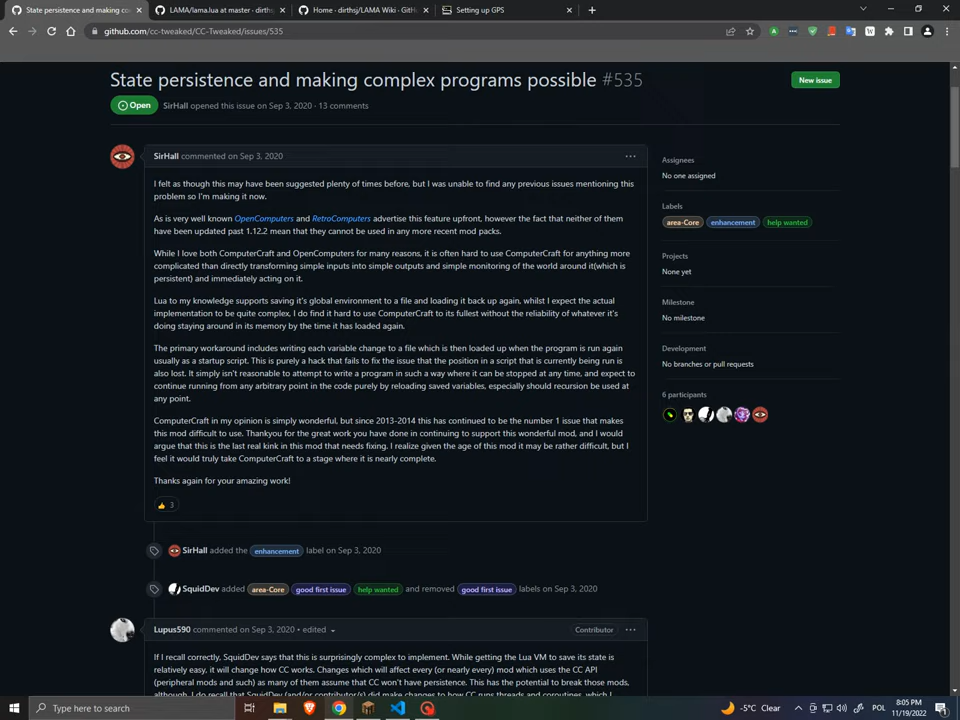 State persistence and making co
LAMA/lama.lua at master · dirths
Home · dirthsj/LAMA Wiki · GitHu
Setting up GPS
github.com/cc-tweaked/CC-Tweaked/issues/535
State persistence and making complex programs possible #535
New issue
Open
SirHall opened this issue on Sep 3, 2020 · 13 comments
SirHall commented on Sep 3, 2020
I felt as though this may have been suggested plenty of times before, but I was unable to find any previous issues mentioning this
problem so I'm making it now.
As is very well known OpenComputers and RetroComputers advertise this feature upfront, however the fact that neither of them
have been updated past 1.12.2 mean that they cannot be used in any more recent mod packs.
While I love both ComputerCraft and OpenComputers for many reasons, it is often hard to use ComputerCraft for anything more
complicated than directly transforming simple inputs into simple outputs and simple monitoring of the world around it(which is
persistent) and immediately acting on it.
Lua to my knowledge supports saving it's global environment to a file and loading it back up again, whilst I expect the actual
implementation to be quite complex, I do find it hard to use ComputerCraft to its fullest without the reliability of whatever it's
doing staying around in its memory by the time it has loaded again.
The primary workaround includes writing each variable change to a file which is then loaded up when the program is run again
usually as a startup script. This is purely a hack that fails to fix the issue that the position in a script that is currently being run is
also lost. It simply isn't reasonable to attempt to write a program in such a way where it can be stopped at any time, and expect to
continue running from any arbitrary point in the code purely by reloading saved variables, especially should recursion be used at
any point.
ComputerCraft in my opinion is simply wonderful, but since 2013-2014 this has continued to be the number 1 issue that makes
this mod difficult to use. Thankyou for the great work you have done in continuing to support this wonderful mod, and I would
argue that this is the last real kink in this mod that needs fixing. I realize given the age of this mod it may be rather difficult, but I
feel it would truly take ComputerCraft to a stage where it is nearly complete.
Thanks again for your amazing work!
3
SirHall added the enhancement label on Sep 3, 2020
SquidDev added area-Core good first issue help wanted and removed good first issue labels on Sep 3, 2020
Lupus590 commented on Sep 3, 2020 • edited
Contributor
If I recall correctly, SquidDev says that this is surprisingly complex to implement. While getting the Lua VM to save its state is
relatively easy, it will change how CC works. Changes which will affect every (or nearly every) mod which uses the CC API
(peripheral mods and such) as many of them assume that CC won't have persistence. This has the potential to break those mods,
although, I do recall that SquidDev (and/or contributor/s) did make changes to how CC runs threads and coroutines, which I
Assignees
No one assigned
Labels
area-Core enhancement help wanted
Projects
None yet
Milestone
No milestone
Development
No branches or pull requests
6 participants
Type here to search
-5°C Clear
POL
8:05 PM
11/19/2022